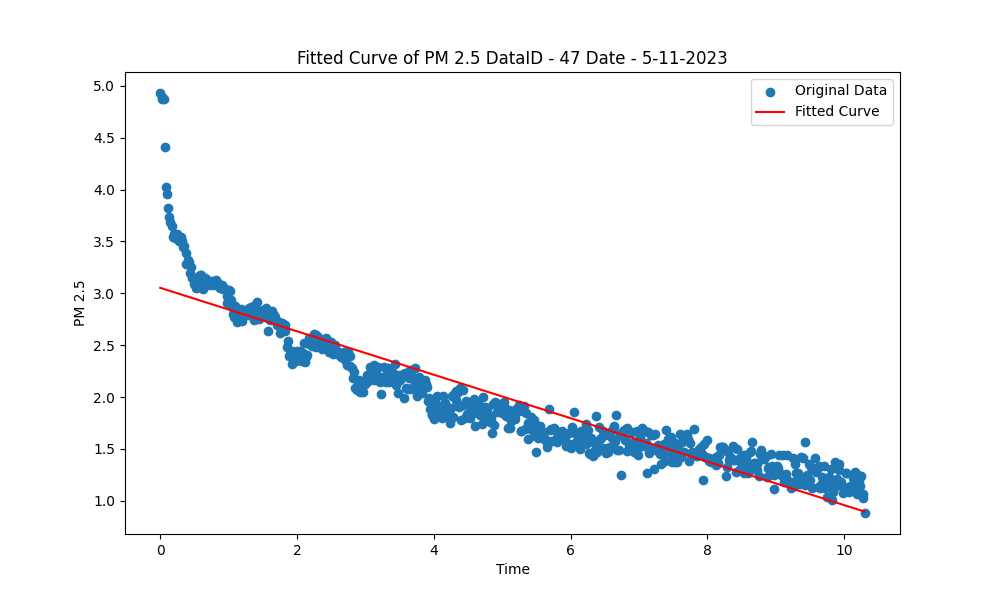 Fitted Curve of PM 2.5 DataID - 47 Date - 5-11-2023
Original Data
Fitted Curve
PM 2.5
5.0
4.5
4.0
3.5
3.0
2.5
2.0
1.5
1.0
0 2 4 6 8 10
Time